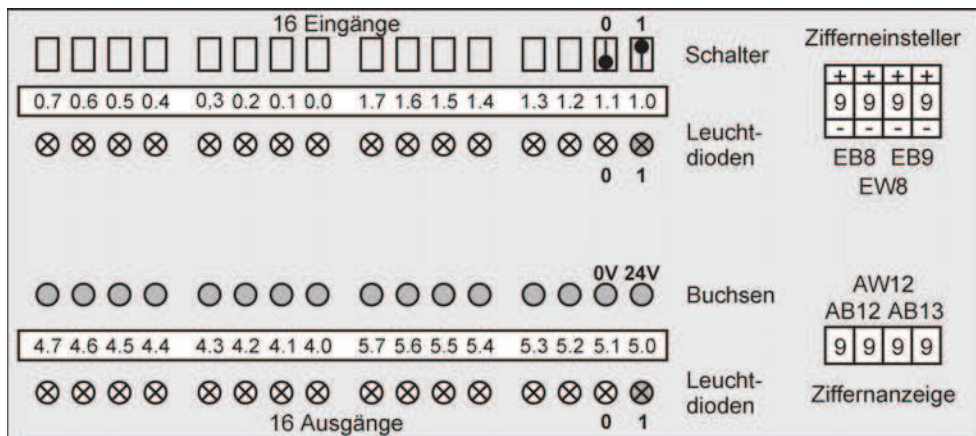 16 Eingänge 0 1
Schalter
0.7 0.6 0.5 0.4 0,3 0.2 0.1 0.0 1.7 1.6 1.5 1.4 1.3 1.2 1.1 1.0
Leucht-
dioden
0 1
Zifferneinsteller
+ + + +
9 9 9 9
- - - -
EB8 EB9
EW8
0V 24V
Buchsen
4.7 4.6 4.5 4.4 4.3 4.2 4.1 4.0 5.7 5.6 5.5 5.4 5.3 5.2 5.1 5.0
Leucht-
dioden
16 Ausgänge 0 1
AW12
AB12 AB13
9 9 9 9
Ziffernanzeige